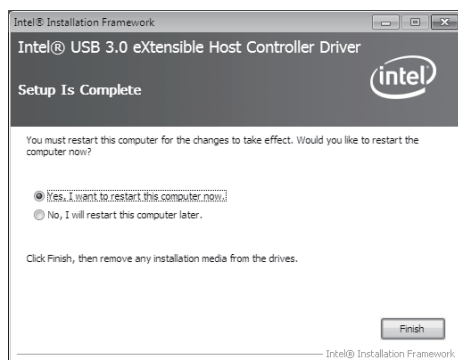 Intel® Installation Framework
Intel® USB 3.0 eXtensible Host Controller Driver
Setup Is Complete
intel
You must restart this computer for the changes to take effect. Would you like to restart the
computer now?
Yes, I want to restart this computer now.
No, I will restart this computer later.
Click Finish, then remove any installation media from the drives.
Finish
Intel® Installation Framework